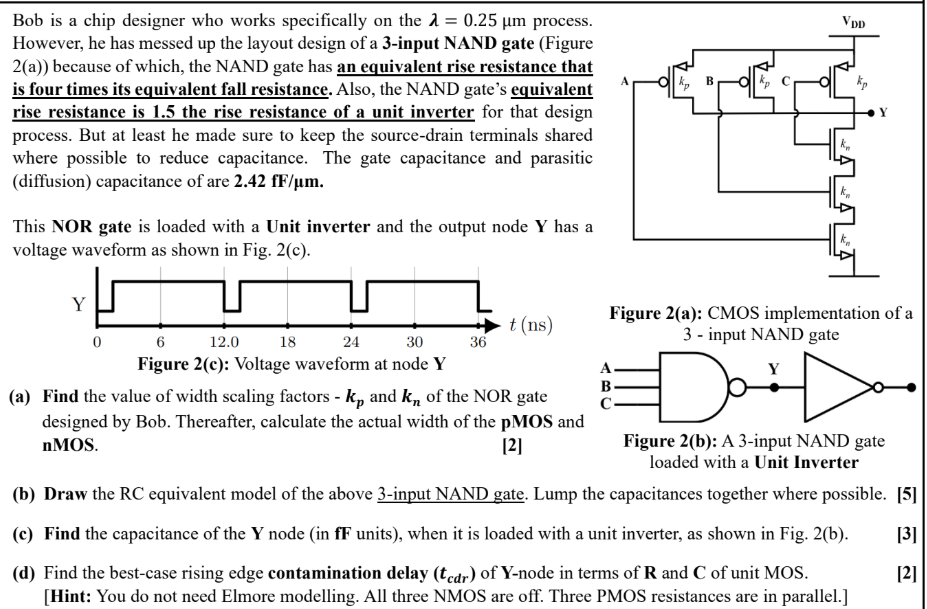 Bob is a chip designer who works specifically on the λ = 0.25 μm process.
However, he has messed up the layout design of a 3-input NAND gate (Figure
2(a)) because of which, the NAND gate has an equivalent rise resistance that
is four times its equivalent fall resistance. Also, the NAND gate's equivalent
rise resistance is 1.5 the rise resistance of a unit inverter for that design
process. But at least he made sure to keep the source-drain terminals shared
where possible to reduce capacitance. The gate capacitance and parasitic
(diffusion) capacitance of are 2.42 fF/μm.
This NOR gate is loaded with a Unit inverter and the output node Y has a
voltage waveform as shown in Fig. 2(c).
Y
t (ns)
0 6 12.0 18 24 30 36
Figure 2(c): Voltage waveform at node Y
V_DD
A k_p B k_p C k_p
Y
k_n
k_n
k_n
Figure 2(a): CMOS implementation of a
3 - input NAND gate
A
B
C
Y
Figure 2(b): A 3-input NAND gate
loaded with a Unit Inverter
(a) Find the value of width scaling factors - k_p and k_n of the NOR gate
designed by Bob. Thereafter, calculate the actual width of the pMOS and
nMOS. [2]
(b) Draw the RC equivalent model of the above 3-input NAND gate. Lump the capacitances together where possible. [5]
(c) Find the capacitance of the Y node (in fF units), when it is loaded with a unit inverter, as shown in Fig. 2(b). [3]
(d) Find the best-case rising edge contamination delay (t_cdr) of Y-node in terms of R and C of unit MOS. [2]
[Hint: You do not need Elmore modelling. All three NMOS are off. Three PMOS resistances are in parallel.]